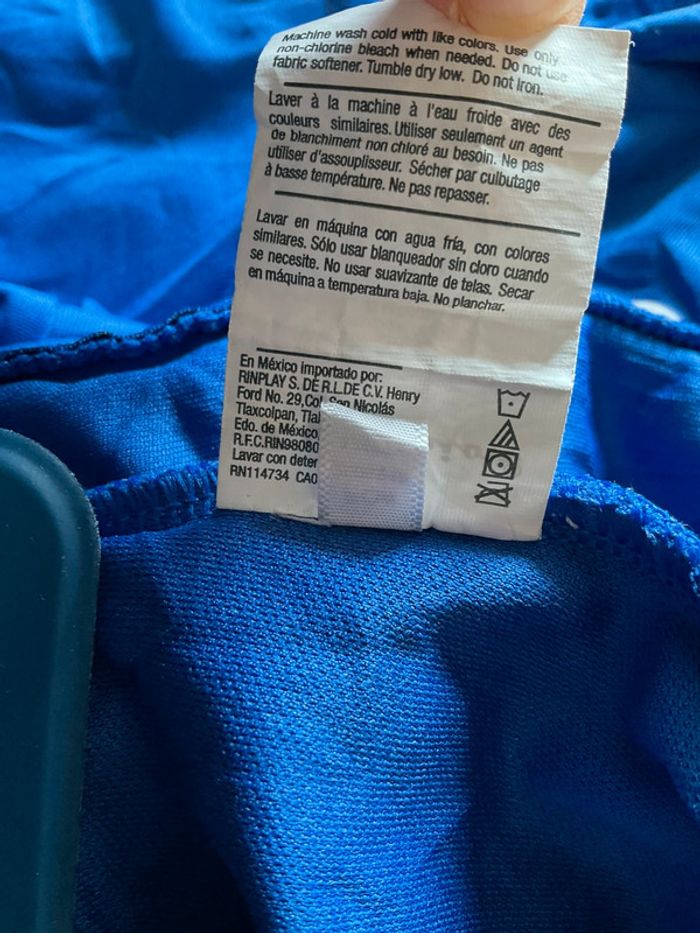 Machine wash cold with like colors. Use only
non-chlorine bleach when needed. Do not use
fabric softener. Tumble dry low. Do not Iron.
Laver à la machine à l'eau froide avec des
couleurs similaires. Utiliser seulement un agent
de blanchiment non chloré au besoin. Ne pas
utiliser d'assouplisseur. Sécher par culbutage
à basse température. Ne pas repasser.
Lavar en máquina con agua fría, con colores
similares. Sólo usar blanqueador sin cloro cuando
se necesite. No usar suavizante de telas. Secar
en máquina a temperatura baja. No planchar.
En México importado por:
RINPLAY S. DE R.L.DE C.V. Henry
Ford No. 29,Col. San Nicolás
Tlaxcolpan,
Edo. de México
R.F.C.RIN98080
Lavar con deter
RN114734 CA0